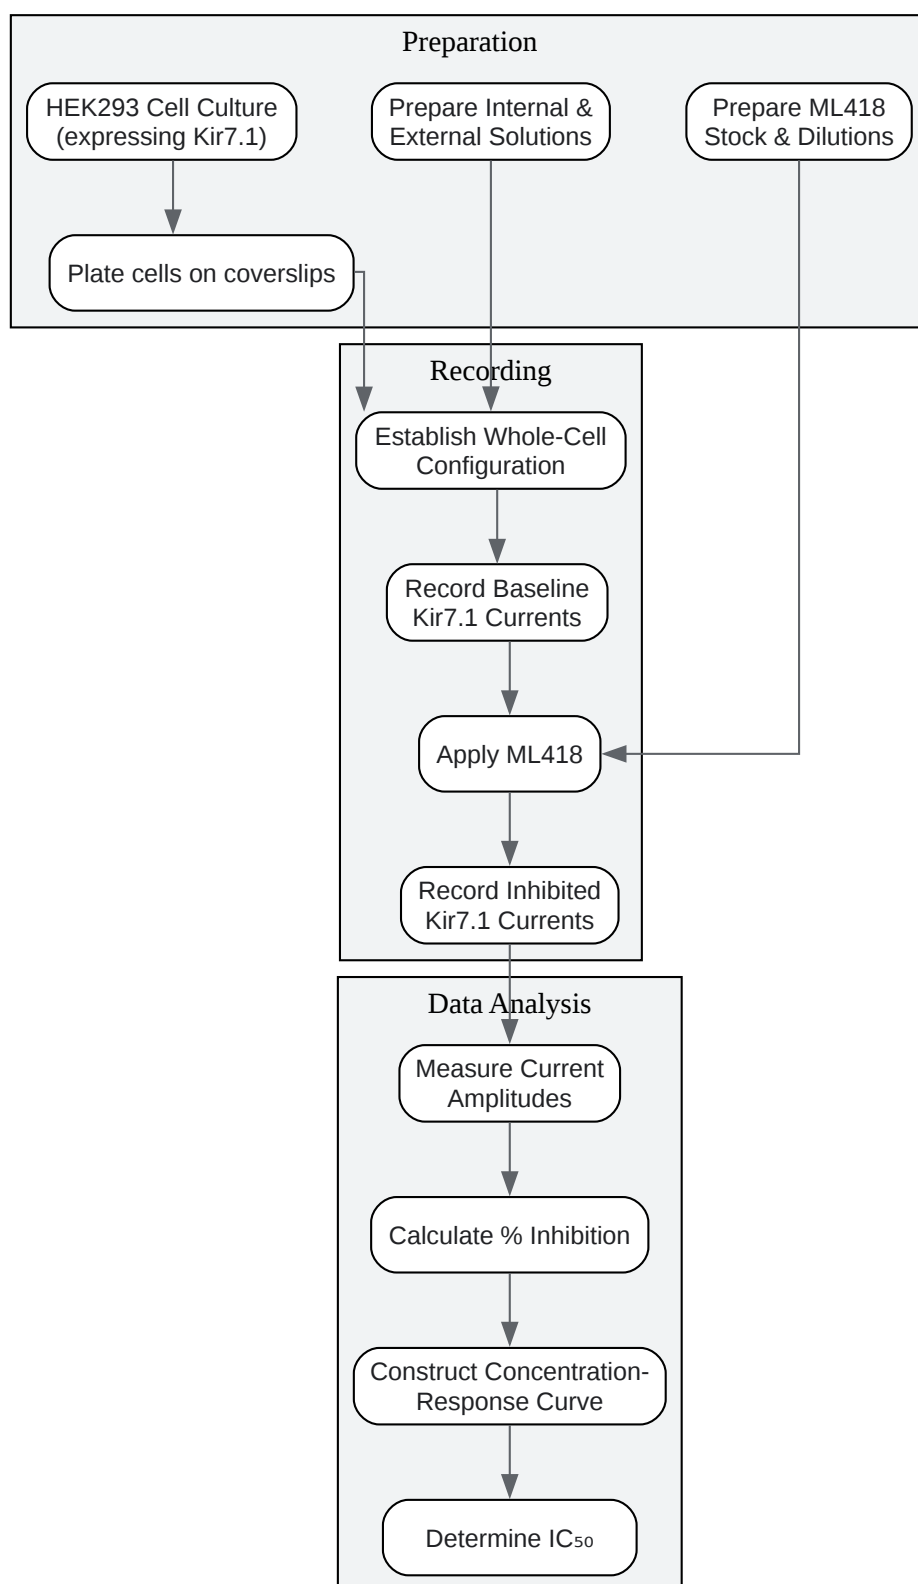 Preparation
HEK293 Cell Culture
(expressing Kir7.1)
Prepare Internal &
External Solutions
Prepare ML418
Stock & Dilutions
Plate cells on coverslips
Recording
Establish Whole-Cell
Configuration
Record Baseline
Kir7.1 Currents
Apply ML418
Record Inhibited
Kir7.1 Currents
Data Analysis
Measure Current
Amplitudes
Calculate % Inhibition
Construct Concentration-
Response Curve
Determine IC₅₀